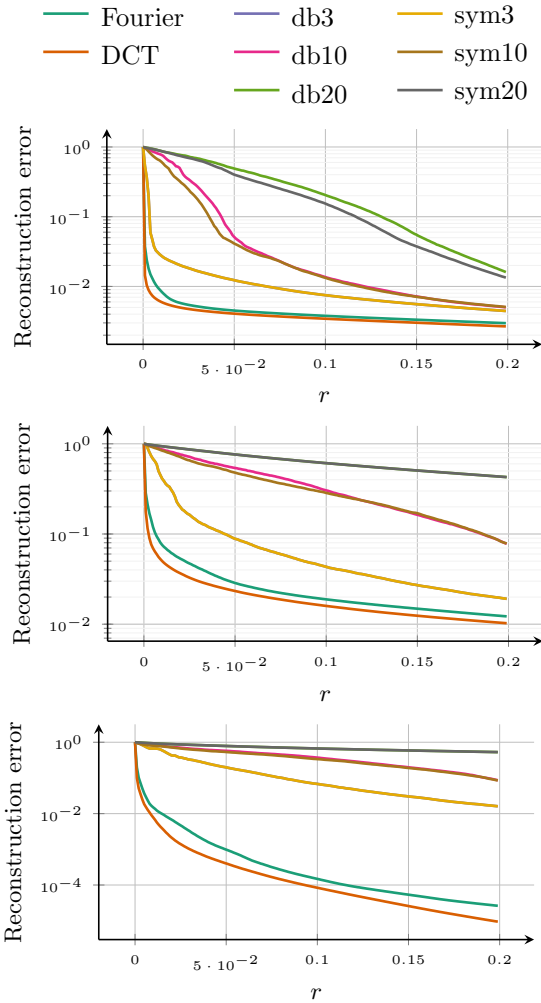 Fourier db3 sym3
DCT db10 sym10
db20 sym20
Reconstruction error
10^0
10^−1
10^−2
0 5 · 10^−2 0.1 0.15 0.2
r
Reconstruction error
10^0
10^−1
10^−2
0 5 · 10^−2 0.1 0.15 0.2
r
Reconstruction error
10^0
10^−2
10^−4
0 5 · 10^−2 0.1 0.15 0.2
r